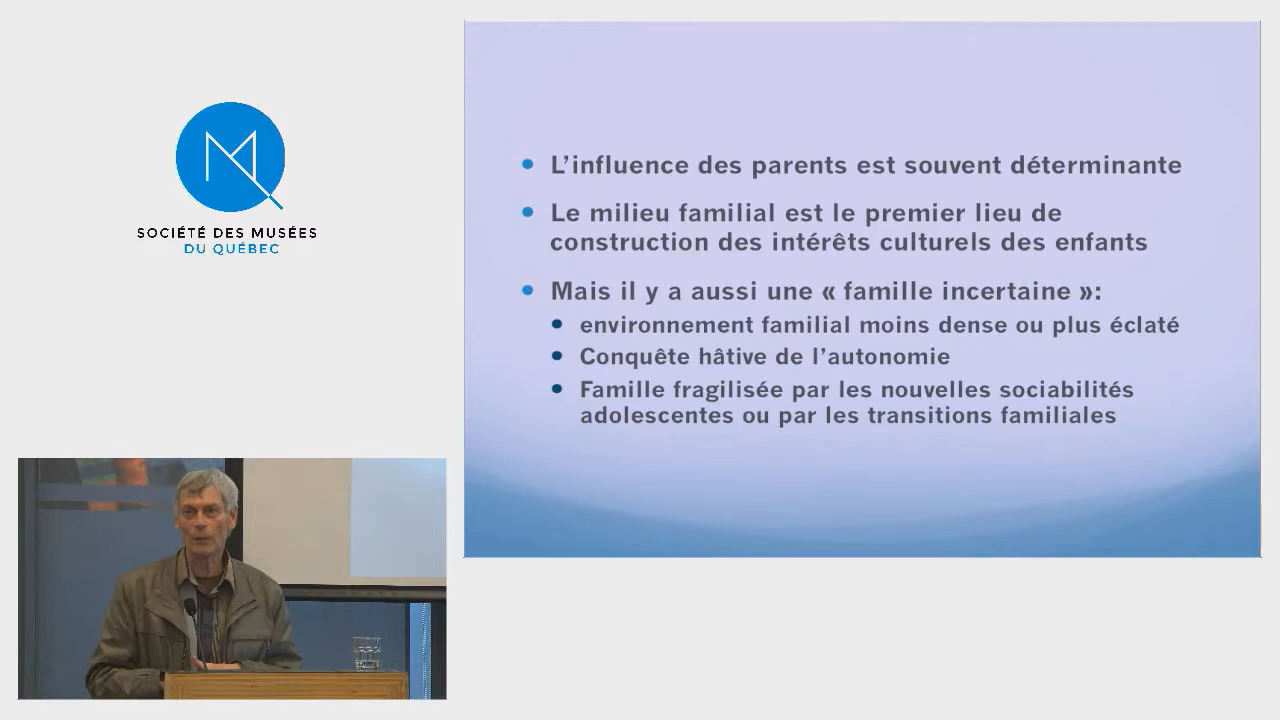 SOCIÉTÉ DES MUSÉES
DU QUÉBEC
L'influence des parents est souvent déterminante
Le milieu familial est le premier lieu de
construction des intérêts culturels des enfants
Mais il y a aussi une « famille incertaine »:
environnement familial moins dense ou plus éclaté
Conquête hâtive de l'autonomie
Famille fragilisée par les nouvelles sociabilités
adolescentes ou par les transitions familiales